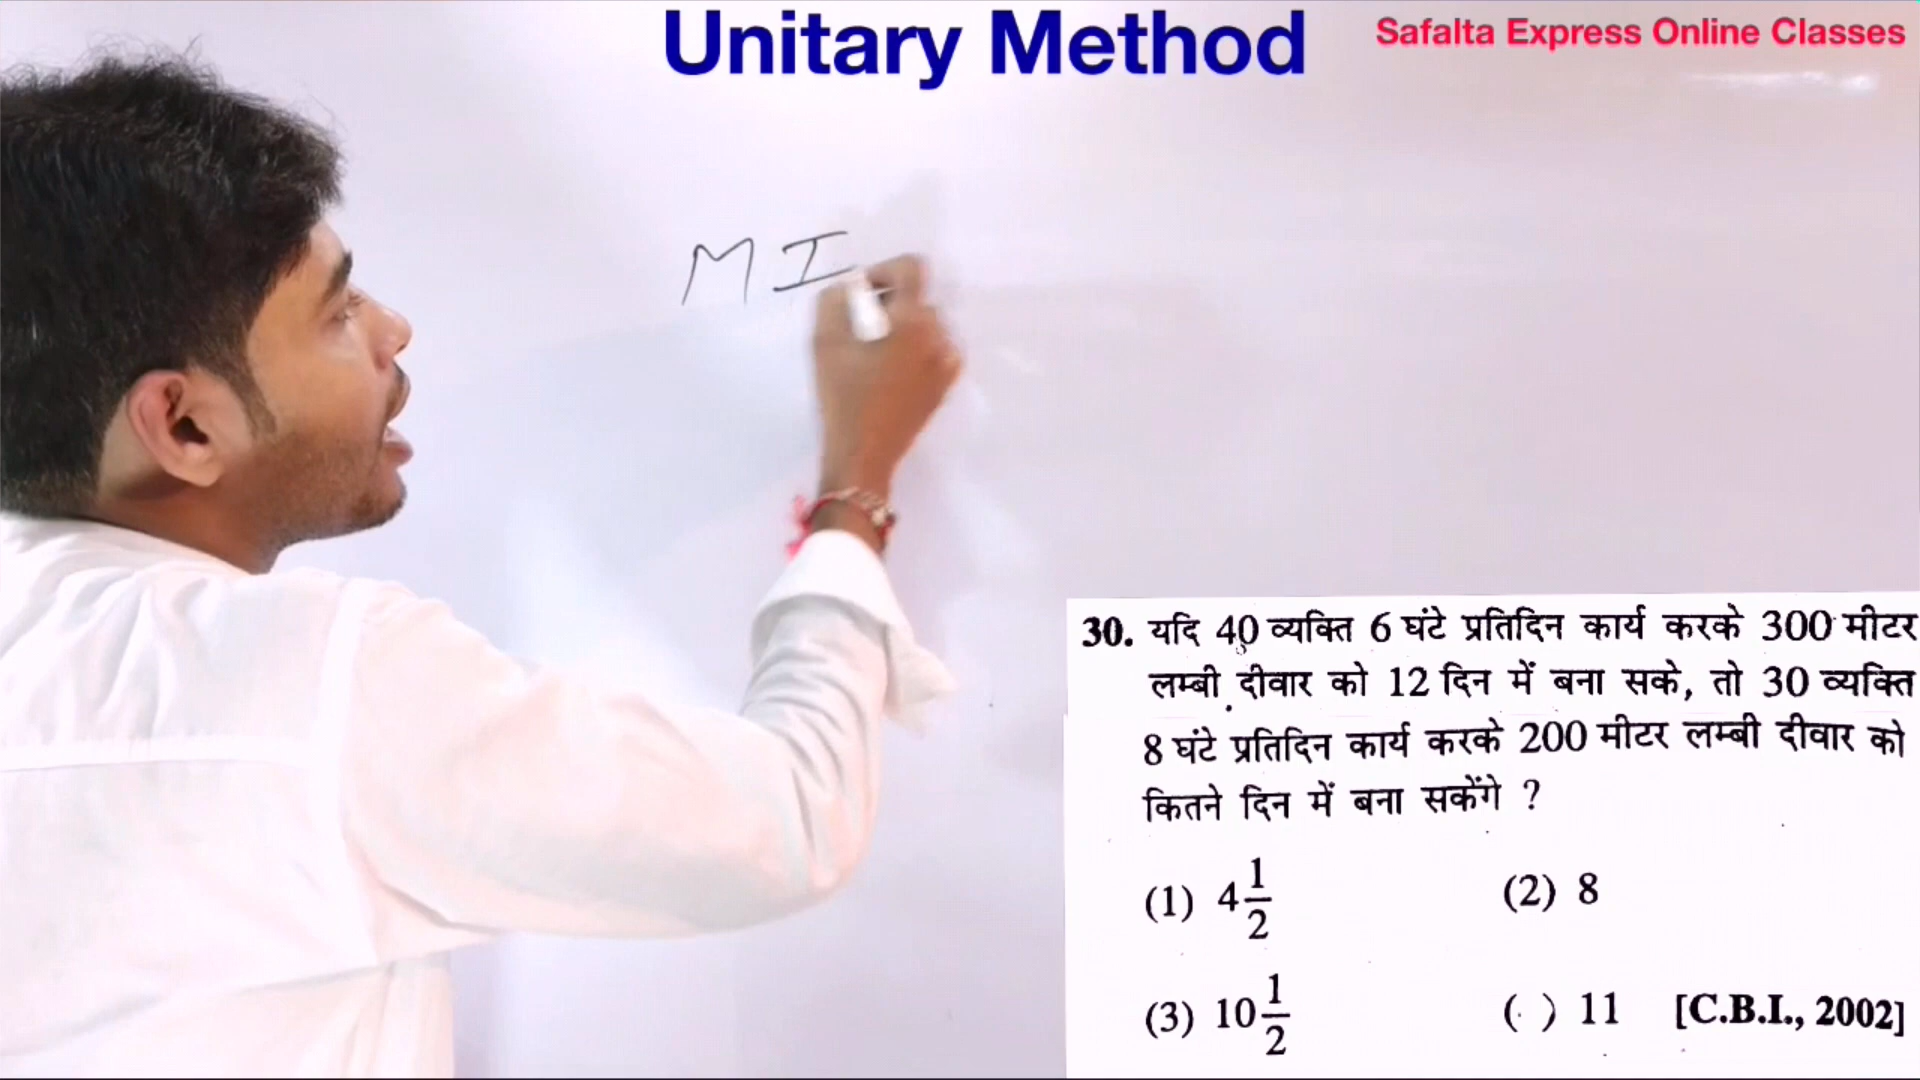 Unitary Method
Safalta Express Online Classes
M I
30. यदि 40 व्यक्ति 6 घंटे प्रतिदिन कार्य करके 300 मीटर
लम्बी दीवार को 12 दिन में बना सके, तो 30 व्यक्ति
8 घंटे प्रतिदिन कार्य करके 200 मीटर लम्बी दीवार को
कितने दिन में बना सकेंगे ?
(1) 4 1/2 (2) 8
(3) 10 1/2 ( ) 11 [C.B.I., 2002]